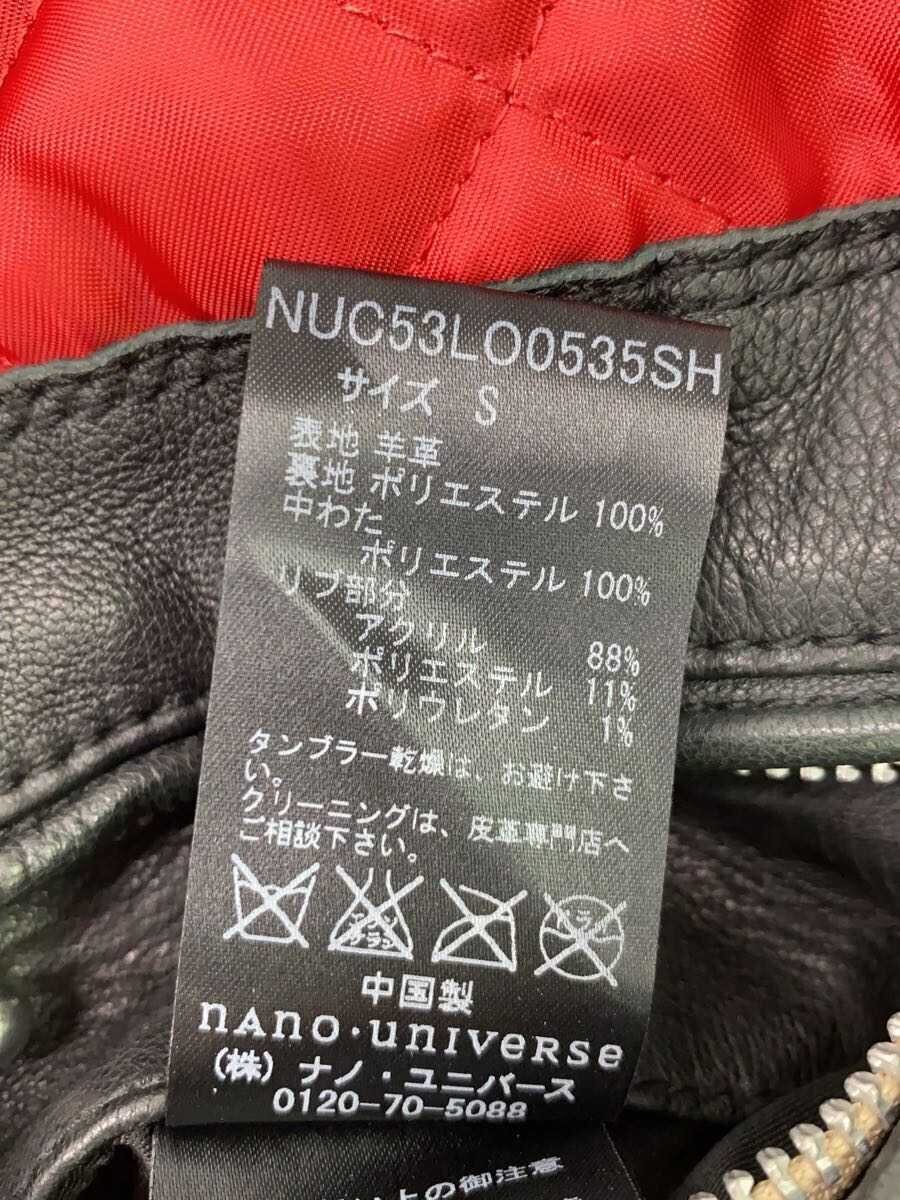 NUC53LO0535SH
サイズ S
表地 羊革
裏地 ポリエステル 100%
中わた
ポリエステル 100%
リブ部分
アクリル 88%
ポリエステル 11%
ポリウレタン 1%
タンブラー乾燥は、お避け下さ
い。
クリーニングは、皮革専門店へ
ご相談下さい。
中国製
nano・universe
(株) ナノ・ユニバース
0120-70-5088
上の御注意